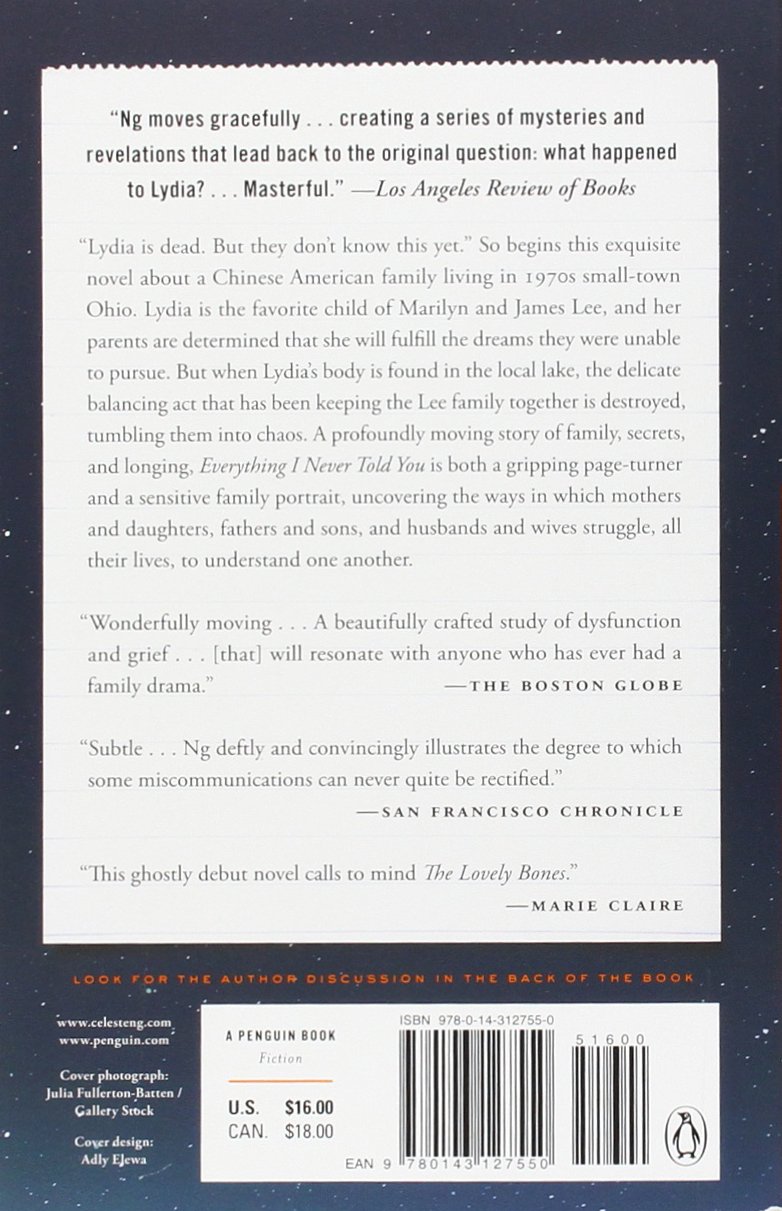 “Ng moves gracefully . . . creating a series of mysteries and
revelations that lead back to the original question: what happened
to Lydia? . . . Masterful.” —Los Angeles Review of Books
“Lydia is dead. But they don’t know this yet.” So begins this exquisite
novel about a Chinese American family living in 1970s small-town
Ohio. Lydia is the favorite child of Marilyn and James Lee, and her
parents are determined that she will fulfill the dreams they were unable
to pursue. But when Lydia’s body is found in the local lake, the delicate
balancing act that has been keeping the Lee family together is destroyed,
tumbling them into chaos. A profoundly moving story of family, secrets,
and longing, Everything I Never Told You is both a gripping page-turner
and a sensitive family portrait, uncovering the ways in which mothers
and daughters, fathers and sons, and husbands and wives struggle, all
their lives, to understand one another.
“Wonderfully moving . . . A beautifully crafted study of dysfunction
and grief . . . [that] will resonate with anyone who has ever had a
family drama.” —THE BOSTON GLOBE
“Subtle . . . Ng deftly and convincingly illustrates the degree to which
some miscommunications can never quite be rectified.”
—SAN FRANCISCO CHRONICLE
“This ghostly debut novel calls to mind The Lovely Bones.”
—MARIE CLAIRE
LOOK FOR THE AUTHOR DISCUSSION IN THE BACK OF THE BOOK
www.celesteng.com
www.penguin.com
Cover photograph:
Julia Fullerton-Batten /
Gallery Stock
Cover design:
Adly Elewa
A PENGUIN BOOK
Fiction
U.S. $16.00
CAN. $18.00
ISBN 978-0-14-312755-0
51600
EAN 9 780143 127550